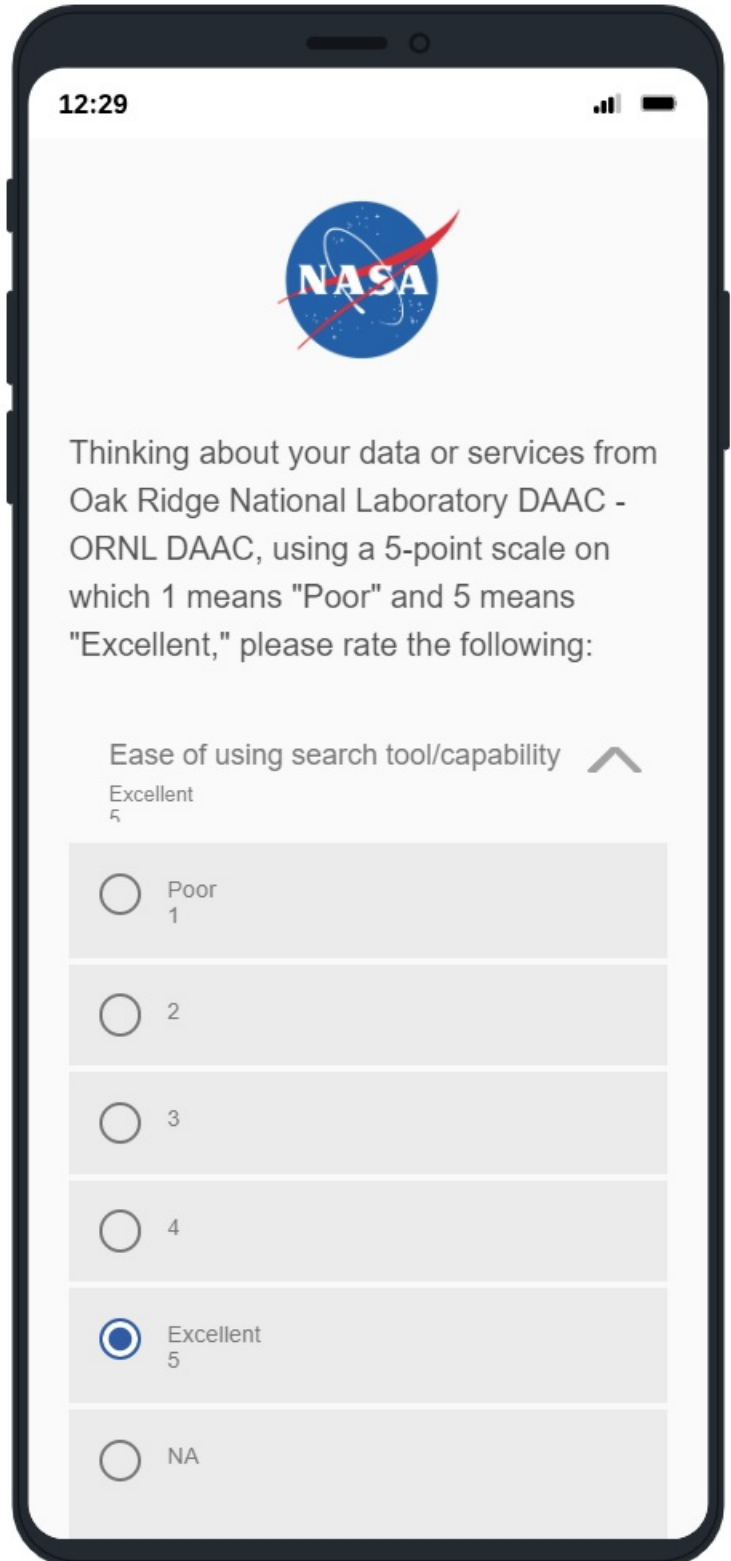 12:29
NASA
Thinking about your data or services from
Oak Ridge National Laboratory DAAC -
ORNL DAAC, using a 5-point scale on
which 1 means "Poor" and 5 means
"Excellent," please rate the following:
Ease of using search tool/capability
Excellent
5
Poor
1
2
3
4
Excellent
5
NA